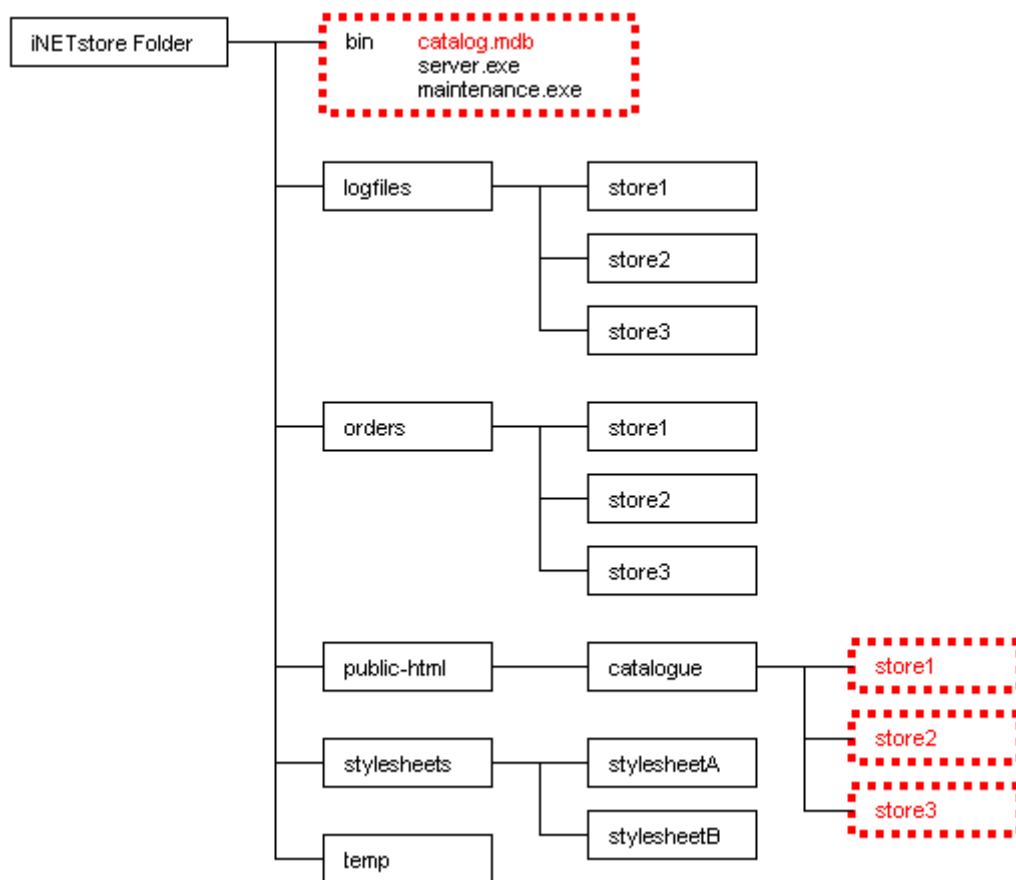 iNETstore Folder
bin catalog.mdb
server.exe
maintenance.exe
logfiles
store1
store2
store3
orders
store1
store2
store3
public-html
catalogue
store1
store2
store3
stylesheets
stylesheetA
stylesheetB
temp